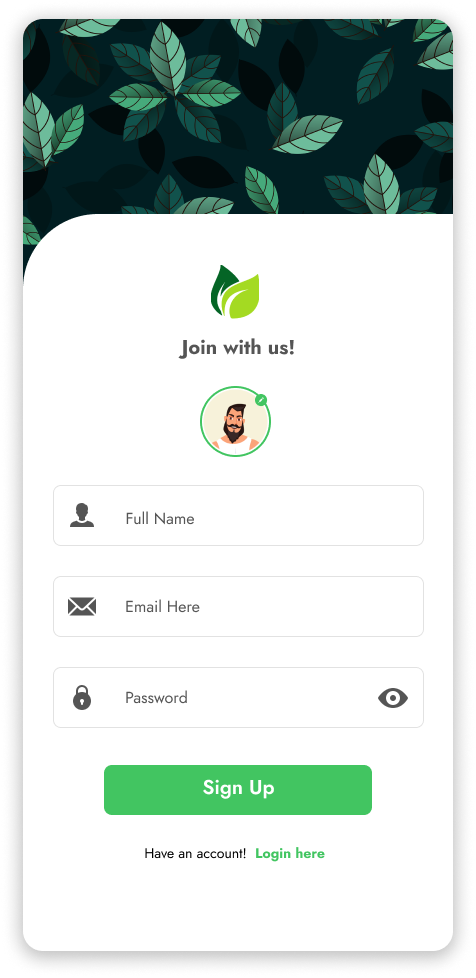 Join with us!
Full Name
Email Here
Password
Sign Up
Have an account! Login here